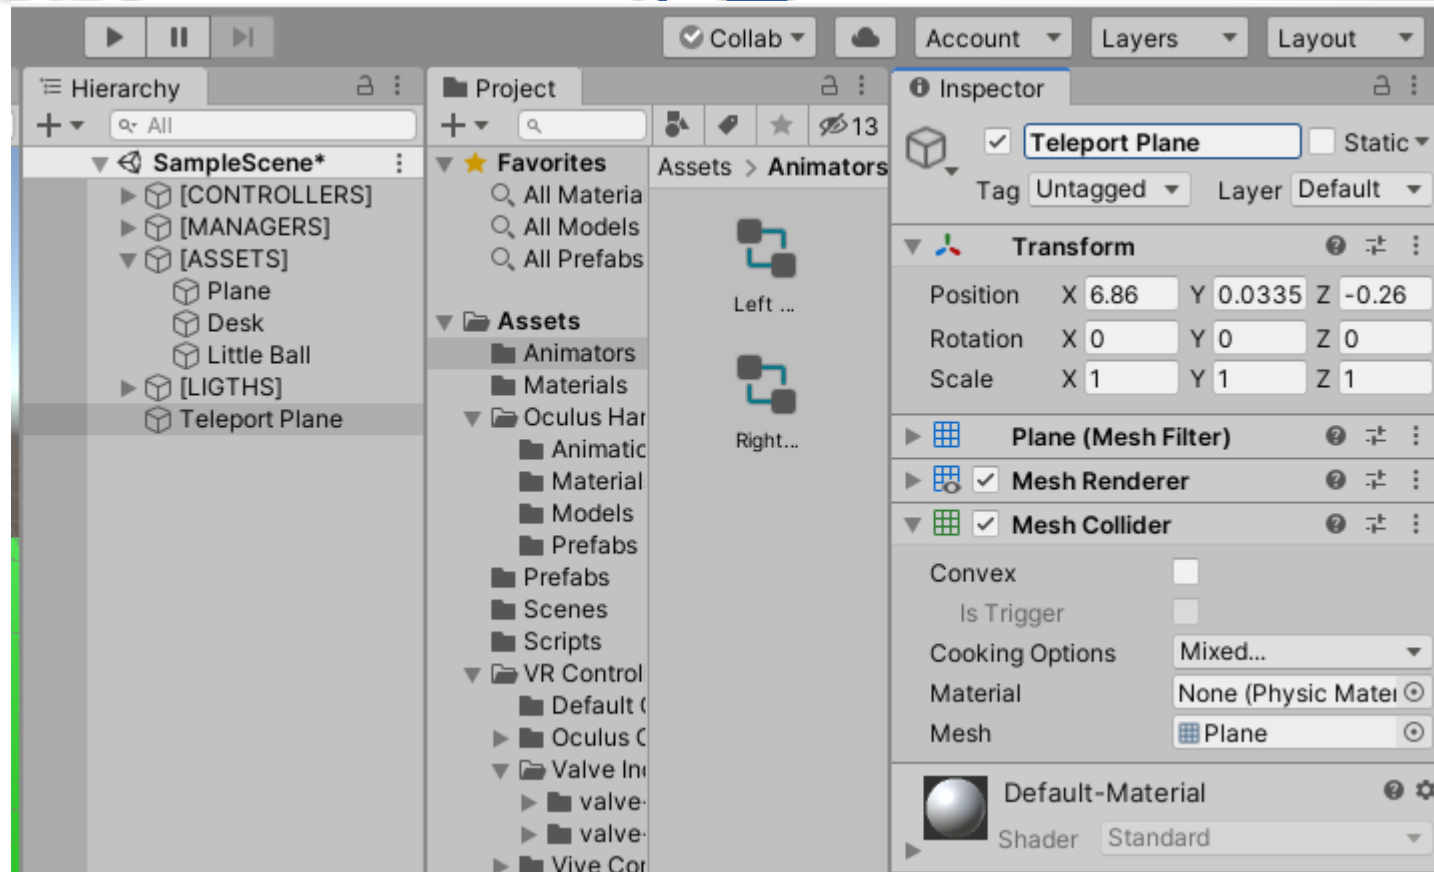 Collab
Account
Layers
Layout
Hierarchy
All
SampleScene*
[CONTROLLERS]
[MANAGERS]
[ASSETS]
Plane
Desk
Little Ball
[LIGTHS]
Teleport Plane
Project
13
Favorites
All Materia
All Models
All Prefabs
Assets
Animators
Materials
Oculus Har
Animatic
Material
Models
Prefabs
Prefabs
Scenes
Scripts
VR Control
Default
Oculus C
Valve In
valve-
valve-
Vive Cor
Assets > Animators
Left ...
Right...
Inspector
Teleport Plane
Static
Tag Untagged Layer Default
Transform
Position X 6.86 Y 0.0335 Z -0.26
Rotation X 0 Y 0 Z 0
Scale X 1 Y 1 Z 1
Plane (Mesh Filter)
Mesh Renderer
Mesh Collider
Convex
Is Trigger
Cooking Options Mixed...
Material None (Physic Mater
Mesh Plane
Default-Material
Shader Standard